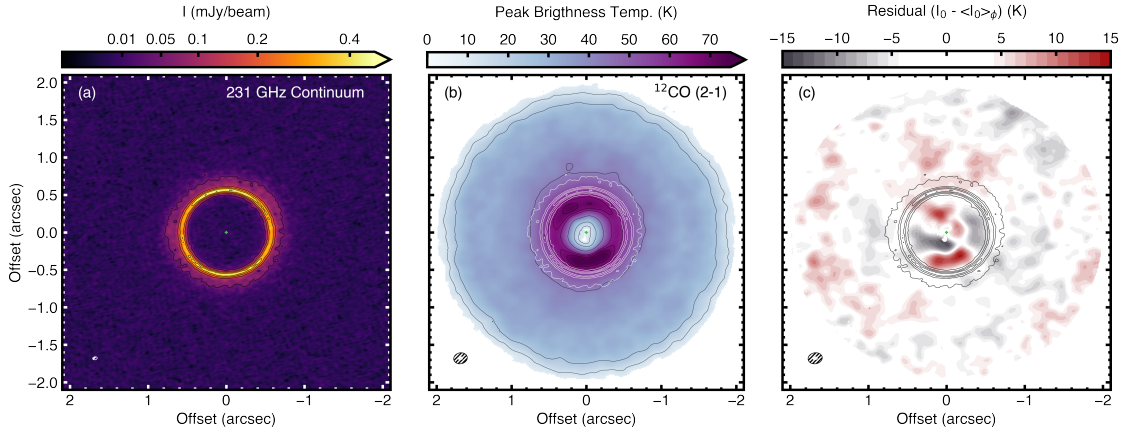 I (mJy/beam)
0.01 0.05 0.1 0.2 0.4
(a) 231 GHz Continuum
2.0
1.5
1.0
0.5
0.0
−0.5
−1.0
−1.5
−2.0
Offset (arcsec)
2 1 0 −1 −2
Offset (arcsec)
Peak Brigthness Temp. (K)
0 10 20 30 40 50 60 70
(b) ¹²CO (2-1)
2 1 0 −1 −2
Offset (arcsec)
Residual (I₀ - <I₀>ᵩ) (K)
−15 −10 −5 0 5 10 15
(c)
2 1 0 −1 −2
Offset (arcsec)